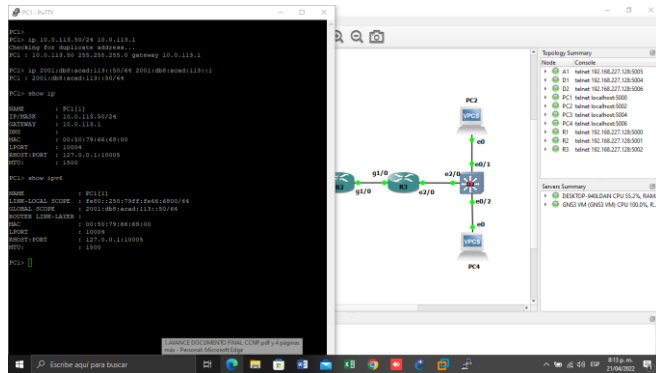 PC1 - PuTTY
PC1>
PC1> ip 10.0.113.50/24 10.0.113.1
Checking for duplicate address...
PC1 : 10.0.113.50 255.255.255.0 gateway 10.0.113.1
PC1> ip 2001:db8:acad:113::50/64 2001:db8:acad:113::1
PC1 : 2001:db8:acad:113::50/64
PC1> show ip
NAME : PC1[1]
IP/MASK : 10.0.113.50/24
GATEWAY : 10.0.113.1
DNS :
MAC : 00:50:79:66:68:00
LPORT : 10004
RHOST:PORT : 127.0.0.1:10005
MTU: : 1500
PC1> show ipv6
NAME : PC1[1]
LINK-LOCAL SCOPE : fe80::250:79ff:fe66:6800/64
GLOBAL SCOPE : 2001:db8:acad:113::50/64
ROUTER LINK-LAYER :
MAC : 00:50:79:66:68:00
LPORT : 10004
RHOST:PORT : 127.0.0.1:10005
MTU: : 1500
PC1>
PC2
VPCS
e0
e0/1
g1/0
R3
e2/0
g1/0
e2/0
e0/2
e0
VPCS
PC4
Topology Summary
Node Console
A1 telnet 192.168.227.128:5003
D1 telnet 192.168.227.128:5004
D2 telnet 192.168.227.128:5006
PC1 telnet localhost:5000
PC2 telnet localhost:5002
PC3 telnet localhost:5004
PC4 telnet localhost:5006
R1 telnet 192.168.227.128:5000
R2 telnet 192.168.227.128:5001
R3 telnet 192.168.227.128:5002
Servers Summary
DESKTOP-940LDAN CPU 55.2%, RAM
GNS3 VM (GNS3 VM) CPU 100.0%, R...
1.AVANCE DOCUMENTO FINAL CCNP.pdf y 4 páginas
más - Personal: Microsoft Edge
Escribe aquí para buscar
ESP
8:13 p. m.
21/04/2022